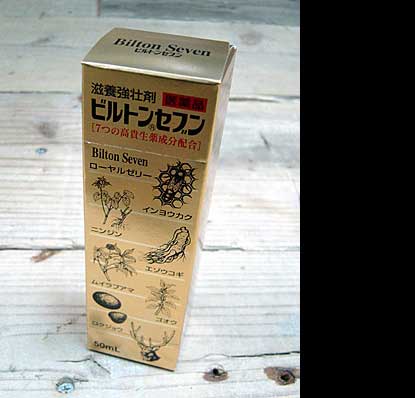 Bilton Seven
ビルトンセブン
滋養強壮剤 医薬品
ビルトンセブン®
[7つの高貴生薬成分配合]
Bilton Seven
ローヤルゼリー
インヨウカク
ニンジン
エゾウコギ
ムイラプアマ
ゴオウ
ロクジョウ
50mL